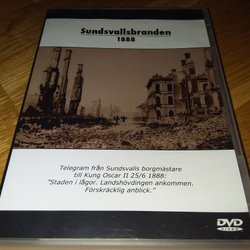 Sundsvallsbranden
1888
Telegram från Sundsvalls borgmästare
till Kung Oscar II 25/6 1888:
"Staden i lågor. Landshövdingen ankommen.
Förskräcklig anblick."
DVD
VIDEO